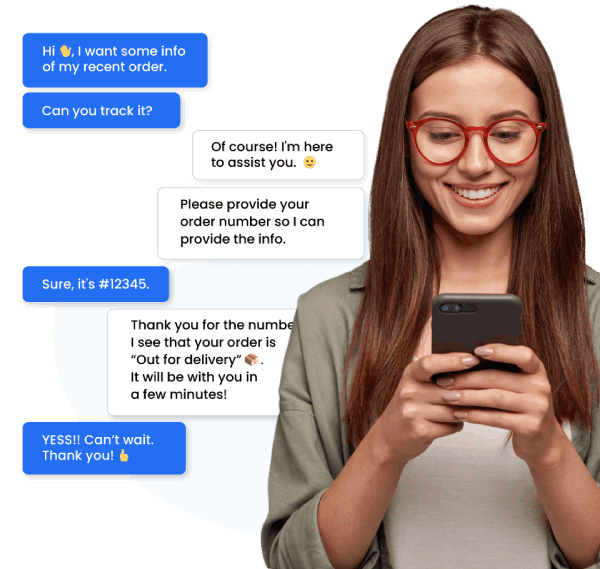 Hi 👋, I want some info
of my recent order.
Can you track it?
Of course! I'm here
to assist you. 🙂
Please provide your
order number so I can
provide the info.
Sure, it's #12345.
Thank you for the numbe
I see that your order is
“Out for delivery” 📦.
It will be with you in
a few minutes!
YESS!! Can’t wait.
Thank you! 👍